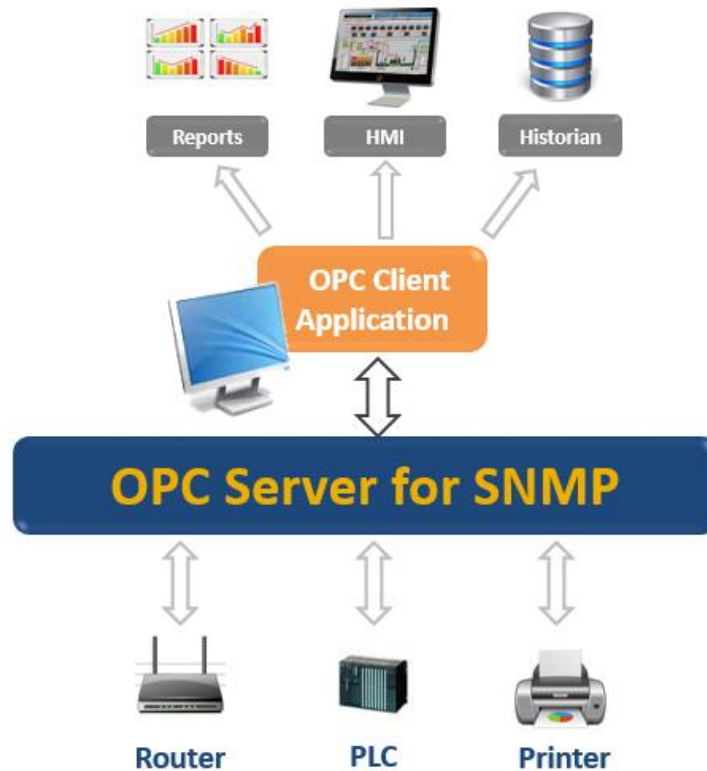 Reports
HMI
Historian
OPC Client
Application
OPC Server for SNMP
Router
PLC
Printer